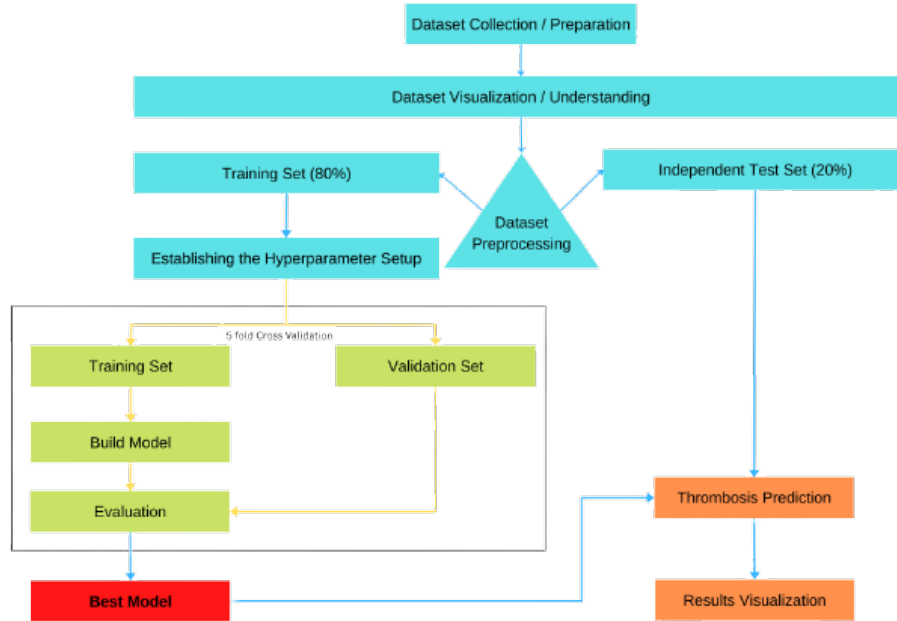 Dataset Collection / Preparation
Dataset Visualization / Understanding
Training Set (80%)
Independent Test Set (20%)
Dataset
Preprocessing
Establishing the Hyperparameter Setup
5 fold Cross Validation
Training Set
Validation Set
Build Model
Evaluation
Thrombosis Prediction
Best Model
Results Visualization